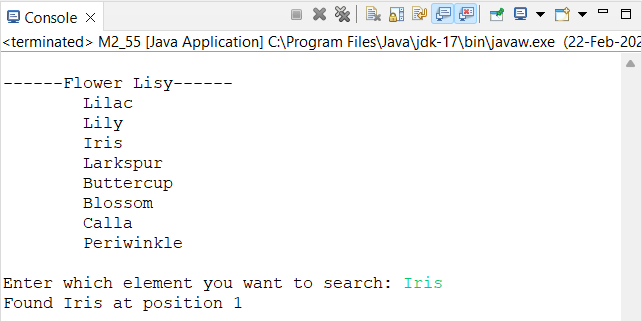 Console
<terminated> M2_55 [Java Application] C:\Program Files\Java\jdk-17\bin\javaw.exe (22-Feb-202
------Flower Lisy------
Lilac
Lily
Iris
Larkspur
Buttercup
Blossom
Calla
Periwinkle
Enter which element you want to search: Iris
Found Iris at position 1